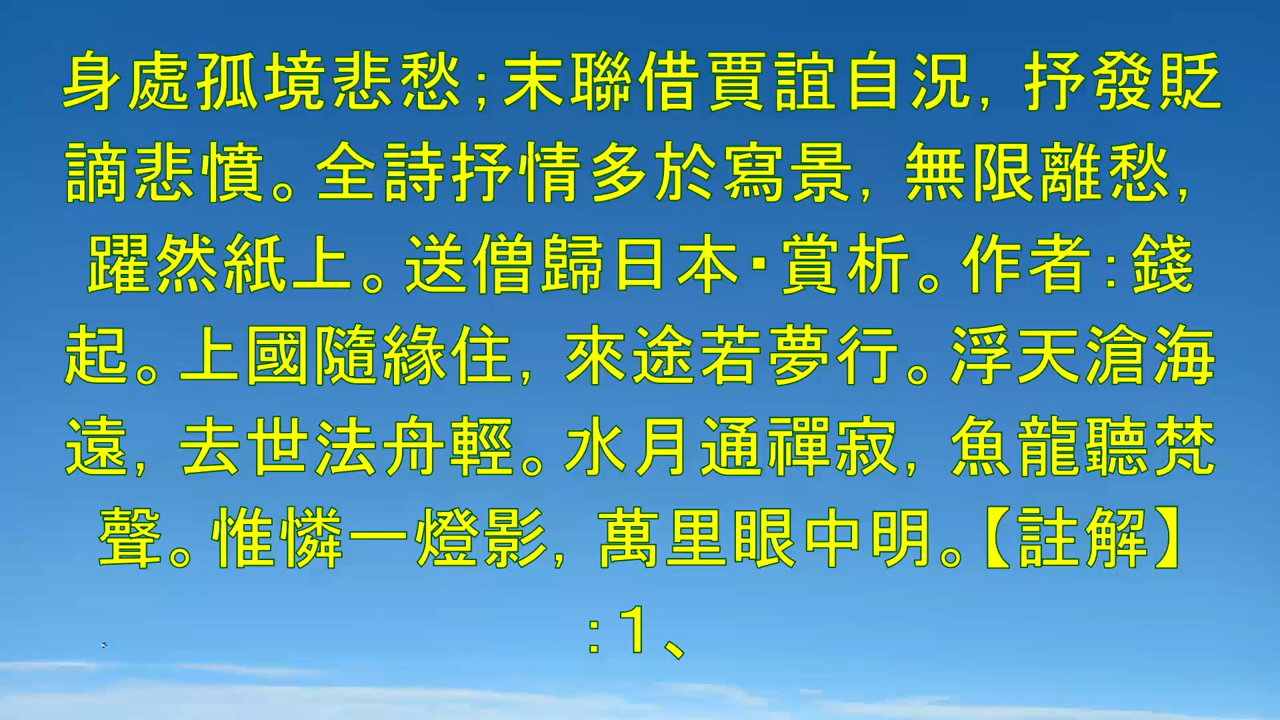 身處孤境悲愁;末聯借賈誼自況, 抒發貶
謫悲憤。全詩抒情多於寫景, 無限離愁,
躍然紙上。送僧歸日本·賞析。作者:錢
起。上國隨緣住, 來途若夢行。浮天滄海
遠, 去世法舟輕。水月通禪寂, 魚龍聽梵
聲。惟憐一燈影, 萬里眼中明。【註解】
:1、